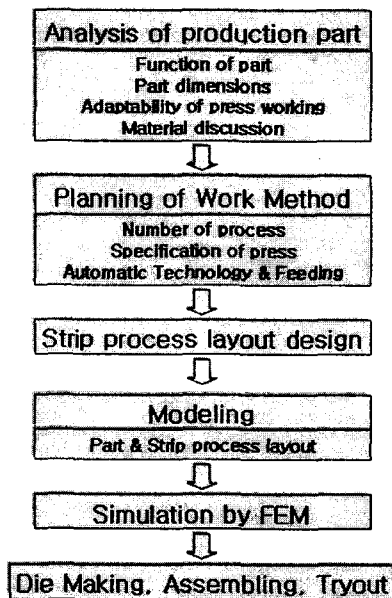 Analysis of production part
Function of part
Part dimensions
Adaptability of press working
Material discussion
Planning of Work Method
Number of process
Specification of press
Automatic Technology & Feeding
Strip process layout design
Modeling
Part & Strip process layout
Simulation by FEM
Die Making, Assembling, Tryout